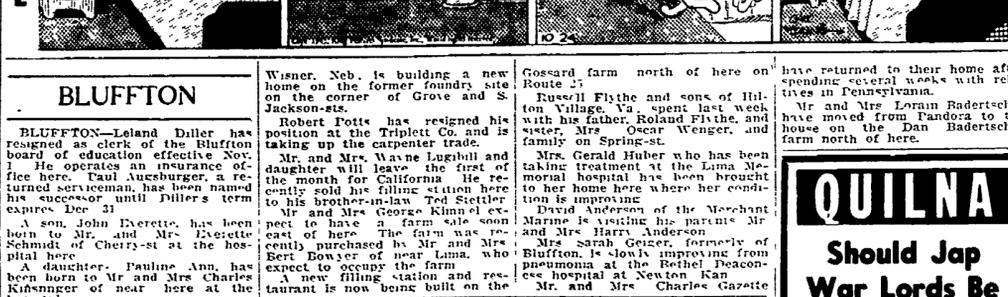 BLUFFTON
BLUFFTON—Leland Diller has
resigned as clerk of the Bluffton
board of education effective Nov.
1 He operates an insurance of-
fice here. Paul Augsburger, a re-
turned serviceman, has been named
his successor until Diller's term
expires Dec 31
A son, John Everette, has been
born to Mr. and Mrs Everette
Schmidt of Cherry-st at the hos-
pital here
A daughter, Pauline Ann, has
been born to Mr and Mrs Charles
of near here at the
Wisner, Neb. is building a new
home on the former foundry site
on the corner of Grove and S.
Jackson-sts.
Robert Potts has resigned his
position at the Triplett Co. and is
taking up the carpenter trade.
Mr. and Mrs. Wayne Lugibill and
daughter will leave the first of
the month for California He re-
cently sold his filling station here
to his brother-in-law Ted Stettler
Mr and Mrs George Kimmel ex-
pect to have a farm sale soon
east of here The farm was re-
cently purchased by Mr and Mrs
Bert Bowyer of near Lima, who
expect to occupy the farm
A new filling station and res-
taurant is now being built on the
10 24
Gossard farm north of here on
Route 25
Russell Flythe and sons of Hil-
ton Village, Va, spent last week
with his father, Roland Flythe, and
sister, Mrs Oscar Wenger, and
family on Spring-st.
Mrs. Gerald Huber who has been
taking treatment at the Lima Me-
morial hospital has been brought
to her home here where her condi-
tion is improving
David Anderson of the Merchant
Marine is visiting his parents Mr
and Mrs Harry Anderson
Mrs Sarah Geiger, formerly of
Bluffton, is slowly improving from
pneumonia at the Bethel Deacon-
ess hospital at Newton Kan
Mr. and Mrs Charles Gazette
have returned to their home af
spending several weeks with re
tives in Pennsylvania.
Mr and Mrs Lorain Badertsc
have moved from Pandora to t
house on the Dan Badertsc
farm north of here.
QUILNA
Should Jap
War Lords Be